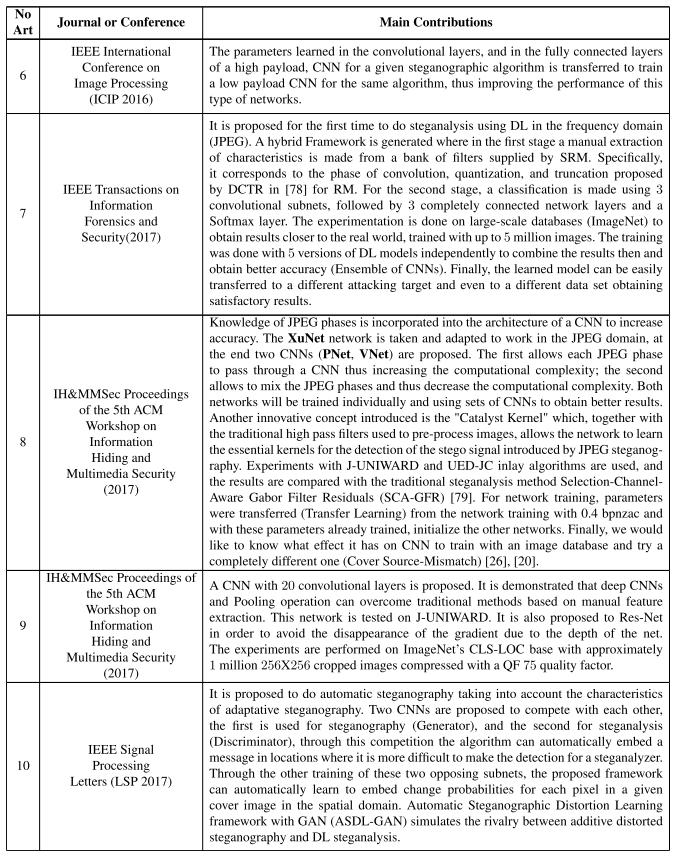 No
Art
Journal or Conference
Main Contributions
6
IEEE International
Conference on
Image Processing
(ICIP 2016)
The parameters learned in the convolutional layers, and in the fully connected layers
of a high payload, CNN for a given steganographic algorithm is transferred to train
a low payload CNN for the same algorithm, thus improving the performance of this
type of networks.
7
IEEE Transactions on
Information
Forensics and
Security(2017)
It is proposed for the first time to do steganalysis using DL in the frequency domain
(JPEG). A hybrid Framework is generated where in the first stage a manual extraction
of characteristics is made from a bank of filters supplied by SRM. Specifically,
it corresponds to the phase of convolution, quantization, and truncation proposed
by DCTR in [78] for RM. For the second stage, a classification is made using 3
convolutional subnets, followed by 3 completely connected network layers and a
Softmax layer. The experimentation is done on large-scale databases (ImageNet) to
obtain results closer to the real world, trained with up to 5 million images. The training
was done with 5 versions of DL models independently to combine the results then and
obtain better accuracy (Ensemble of CNNs). Finally, the learned model can be easily
transferred to a different attacking target and even to a different data set obtaining
satisfactory results.
8
IH&MMSec Proceedings
of the 5th ACM
Workshop on
Information
Hiding and
Multimedia Security
(2017)
Knowledge of JPEG phases is incorporated into the architecture of a CNN to increase
accuracy. The XuNet network is taken and adapted to work in the JPEG domain, at
the end two CNNs (PNet, VNet) are proposed. The first allows each JPEG phase
to pass through a CNN thus increasing the computational complexity; the second
allows to mix the JPEG phases and thus decrease the computational complexity. Both
networks will be trained individually and using sets of CNNs to obtain better results.
Another innovative concept introduced is the "Catalyst Kernel" which, together with
the traditional high pass filters used to pre-process images, allows the network to learn
the essential kernels for the detection of the stego signal introduced by JPEG steganog-
raphy. Experiments with J-UNIWARD and UED-JC inlay algorithms are used, and
the results are compared with the traditional steganalysis method Selection-Channel-
Aware Gabor Filter Residuals (SCA-GFR) [79]. For network training, parameters
were transferred (Transfer Learning) from the network training with 0.4 bpnzac and
with these parameters already trained, initialize the other networks. Finally, we would
like to know what effect it has on CNN to train with an image database and try a
completely different one (Cover Source-Mismatch) [26], [20].
9
IH&MMSec Proceedings of
the 5th ACM
Workshop on
Information
Hiding and
Multimedia Security
(2017)
A CNN with 20 convolutional layers is proposed. It is demonstrated that deep CNNs
and Pooling operation can overcome traditional methods based on manual feature
extraction. This network is tested on J-UNIWARD. It is also proposed to Res-Net
in order to avoid the disappearance of the gradient due to the depth of the net.
The experiments are performed on ImageNet's CLS-LOC base with approximately
1 million 256X256 cropped images compressed with a QF 75 quality factor.
10
IEEE Signal
Processing
Letters (LSP 2017)
It is proposed to do automatic steganography taking into account the characteristics
of adaptive steganography. Two CNNs are proposed to compete with each other,
the first is used for steganography (Generator), and the second for steganalysis
(Discriminator), through this competition the algorithm can automatically embed a
message in locations where it is more difficult to make the detection for a steganalyzer.
Through the other training of these two opposing subnets, the proposed framework
can automatically learn to embed change probabilities for each pixel in a given
cover image in the spatial domain. Automatic Steganographic Distortion Learning
framework with GAN (ASDL-GAN) simulates the rivalry between additive distorted
steganography and DL steganalysis.